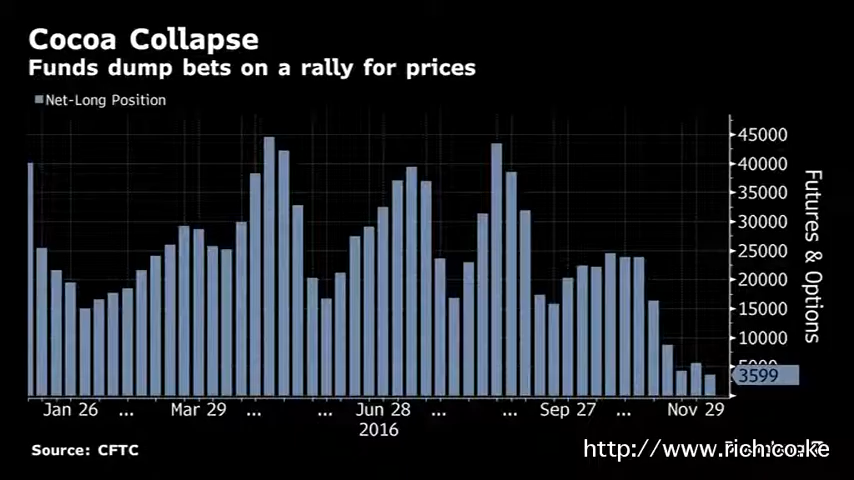 Cocoa Collapse
Funds dump bets on a rally for prices
Net-Long Position
45000
40000
35000
30000
25000
20000
15000
10000
5000
3599
Futures & Options
Jan 26 ... Mar 29 ... ... Jun 28 ... ... Sep 27 ... Nov 29
2016
Source: CFTC
http://www.rich.co.ke